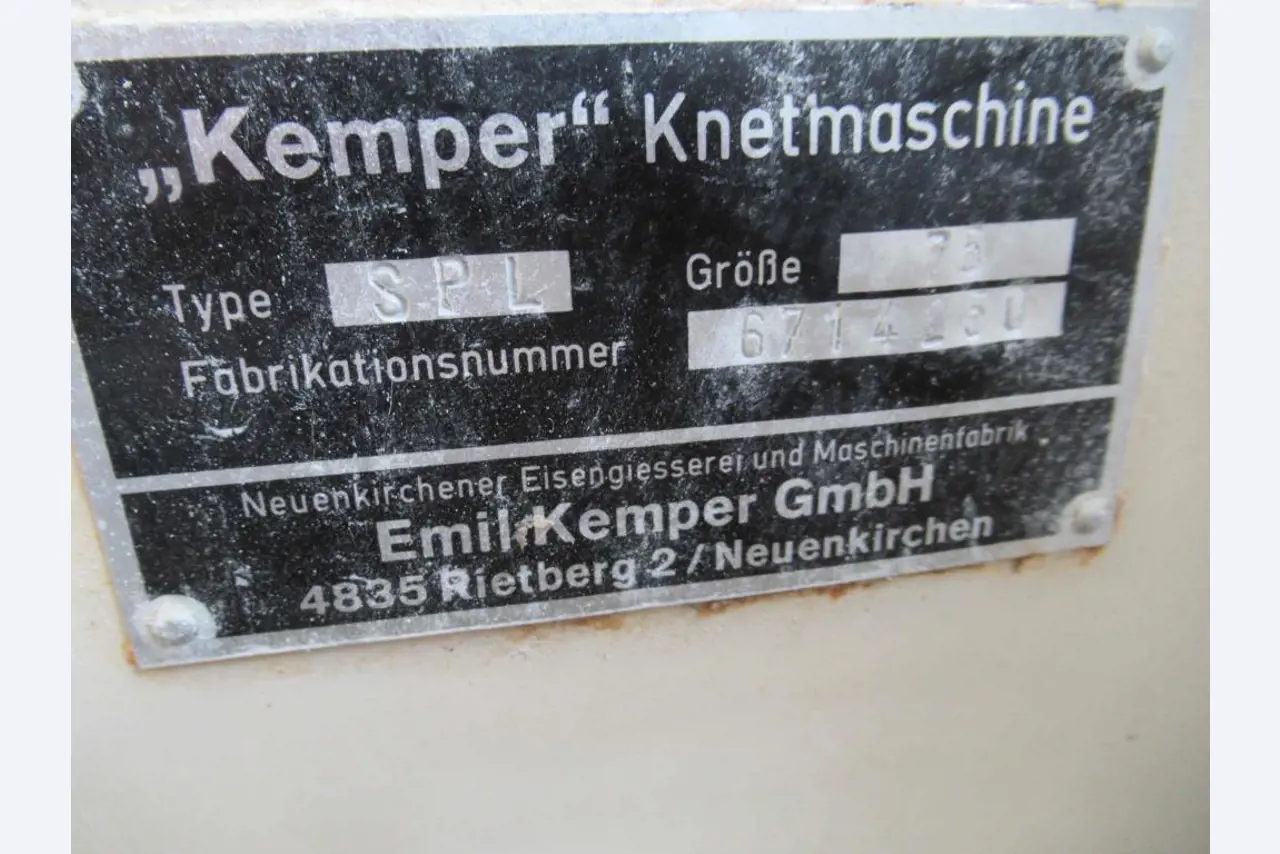 „Kemper“ Knetmaschine
Type SPL Größe
Fabrikationsnummer
Neuenkirchener Eisengiesserei und Maschinenfabrik
Emil Kemper GmbH
4835 Rietberg 2/Neuenkirchen